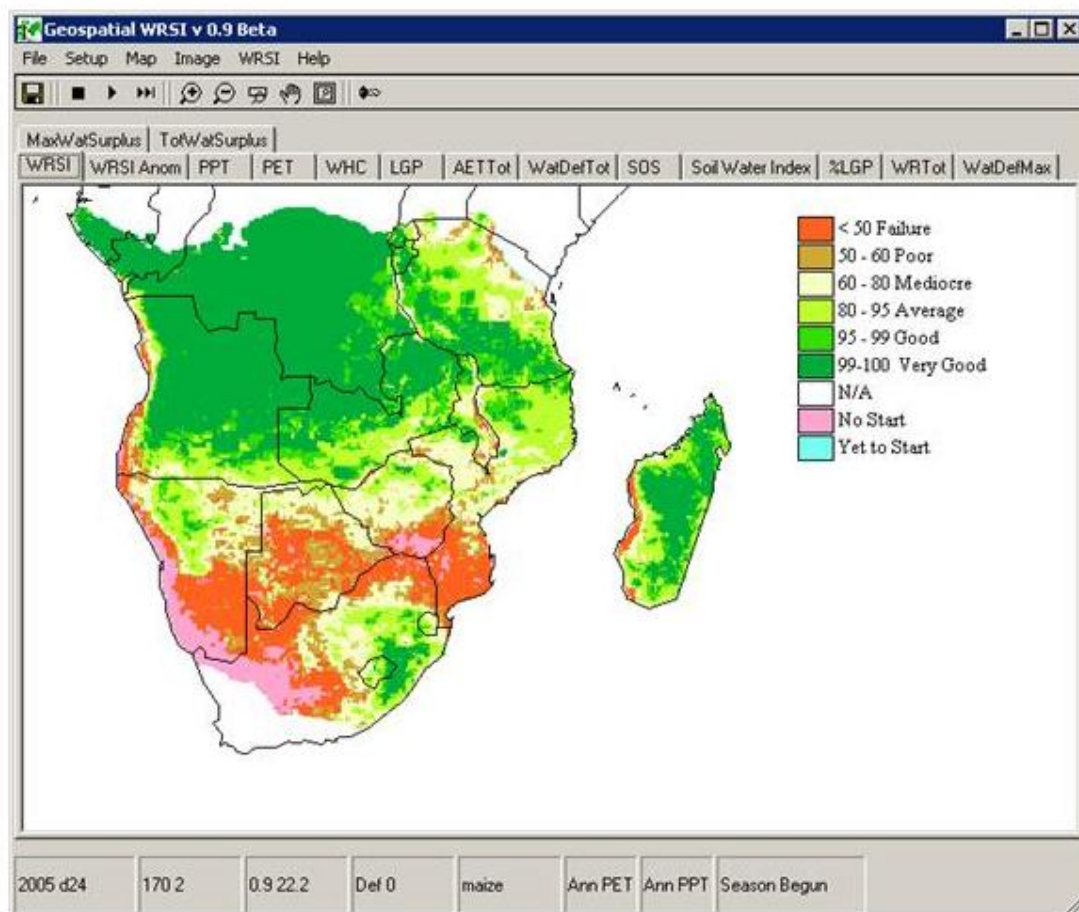 Geospatial WRSI v 0.9 Beta
File Setup Map Image WRSI Help
MaxWatSurplus TotWatSurplus
WRSI WRSI Anom PPT PET WHC LGP AETTot WatDefTot SOS Soil Water Index %LGP WRTot WatDefMax
< 50 Failure
50 - 60 Poor
60 - 80 Mediocre
80 - 95 Average
95 - 99 Good
99-100 Very Good
N/A
No Start
Yet to Start
2005 d24 170 2 0.9 22.2 Def 0 maize Ann PET Ann PPT Season Begun